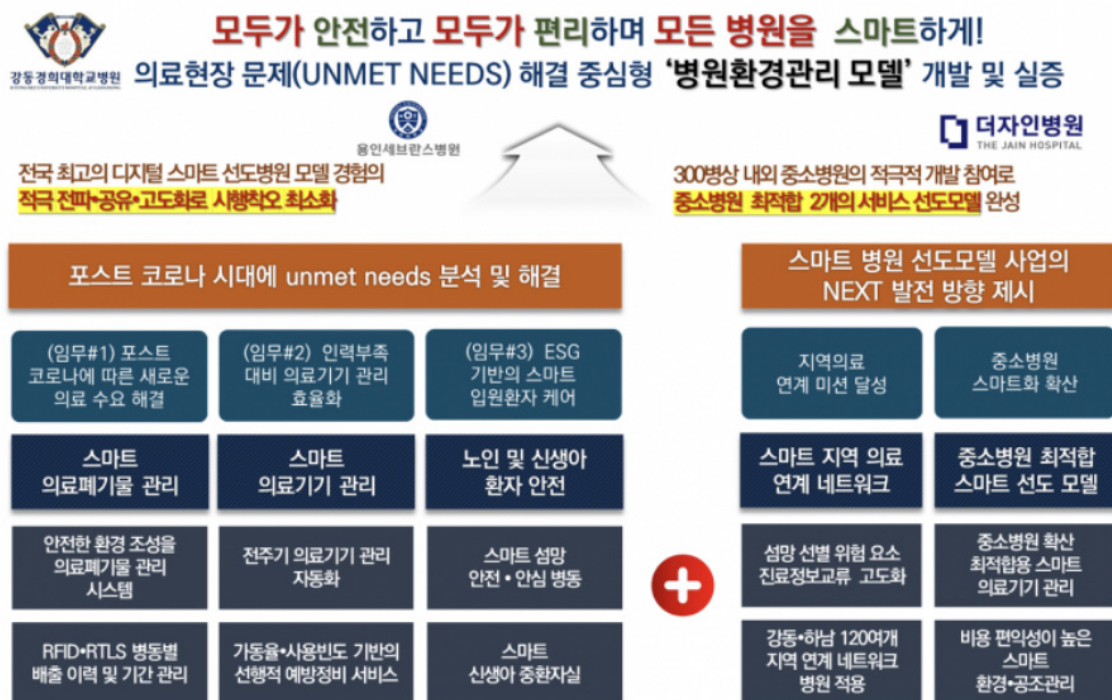 모두가 안전하고 모두가 편리하며 모든 병원을 스마트하게!
강동경희대학교병원
의료현장 문제(UNMET NEEDS) 해결 중심형 '병원환경관리 모델' 개발 및 실증
용인세브란스병원
더자인병원
THE JAIN HOSPITAL
전국 최고의 디지털 스마트 선도병원 모델 경험의
적극 전파•공유•고도화로 시행착오 최소화
300병상 내외 중소병원의 적극적 개발 참여로
중소병원 최적합 2개의 서비스 선도모델 완성
포스트 코로나 시대에 unmet needs 분석 및 해결
(임무#1) 포스트
코로나에 따른 새로운
의료 수요 해결
(임무#2) 인력부족
대비 의료기기 관리
효율화
(임무#3) ESG
기반의 스마트
입원환자 케어
스마트
의료폐기물 관리
스마트
의료기기 관리
노인 및 신생아
환자 안전
안전한 환경 조성을
의료폐기물 관리
시스템
전주기 의료기기 관리
자동화
스마트 섬망
안전•안심 병동
RFID•RTLS 병동별
배출 이력 및 기간 관리
가동율•사용빈도 기반의
선행적 예방정비 서비스
스마트
신생아 중환자실
스마트 병원 선도모델 사업의
NEXT 발전 방향 제시
지역의료
연계 미션 달성
중소병원
스마트화 확산
스마트 지역 의료
연계 네트워크
중소병원 최적합
스마트 선도 모델
섬망 선별 위험 요소
진료정보교류 고도화
중소병원 확산
최적합용 스마트
의료기기 관리
강동•하남 120여개
지역 연계 네트워크
병원 적용
비용 편익성이 높은
스마트
환경•공조관리